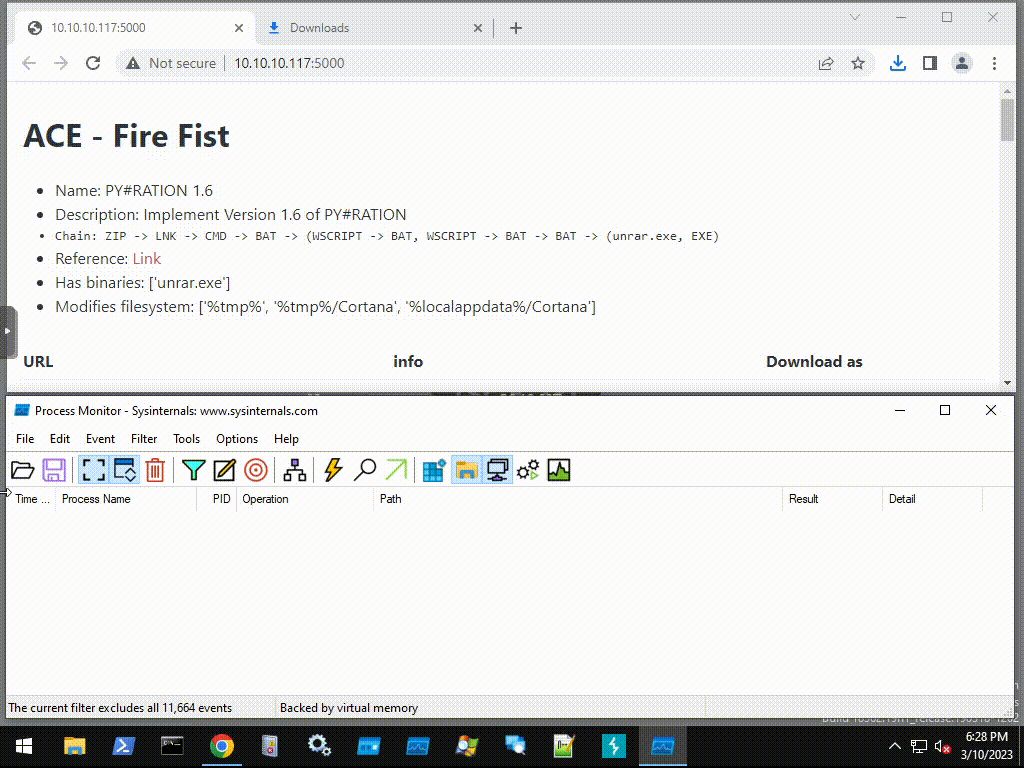 10.10.10.117:5000
Downloads
Not secure
10.10.10.117:5000
ACE - Fire Fist
• Name: PY#RATION 1.6
• Description: Implement Version 1.6 of PY#RATION
• Chain: ZIP -> LNK -> CMD -> BAT -> (WSCRIPT -> BAT, WSCRIPT -> BAT -> BAT -> (unrar.exe, EXE)
• Reference: Link
• Has binaries: ['unrar.exe']
• Modifies filesystem: ['%tmp%', '%tmp%/Cortana', '%localappdata%/Cortana']
URL info Download as
Process Monitor - Sysinternals: www.sysinternals.com
File Edit Event Filter Tools Options Help
Time ... Process Name PID Operation Path Result Detail
The current filter excludes all 11,664 events
Backed by virtual memory
6:28 PM
3/10/2023